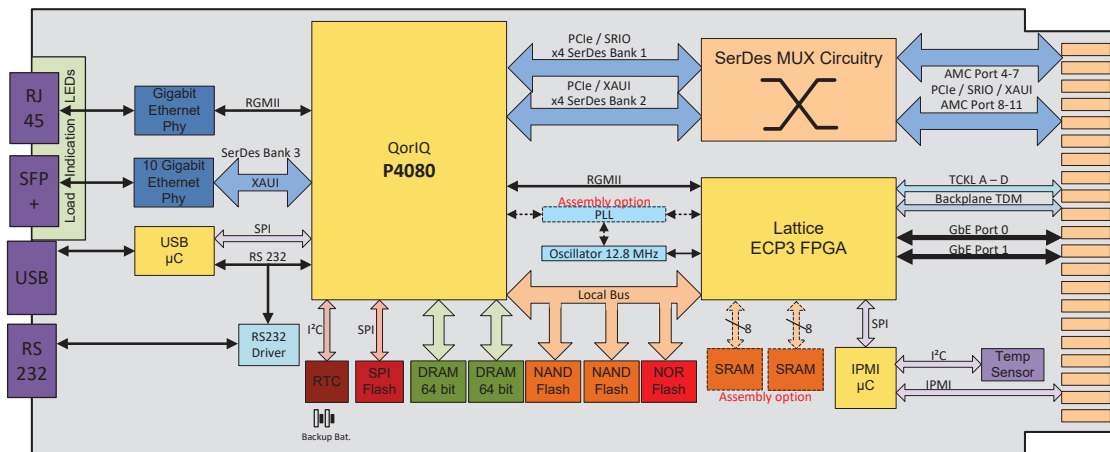 PCIe / SRIO
x4 SerDes Bank 1
PCIe / XAUI
x4 SerDes Bank 2
SerDes MUX Circuitry
AMC Port 4-7
PCIe / SRIO / XAUI
AMC Port 8-11
RJ
45
SFP
+
USB
RS
232
Load Indication LEDs
Gigabit
Ethernet
Phy
RGMII
SerDes Bank 3
10 Gigabit
Ethernet
Phy
XAUI
QorIQ
P4080
USB
µC
SPI
RS 232
RS232
Driver
RGMII
Assembly option
PLL
Oscillator 12.8 MHz
Local Bus
Lattice
ECP3 FPGA
TCKL A – D
Backplane TDM
GbE Port 0
GbE Port 1
I²C
SPI
8
8
SPI
RTC
SPI
Flash
DRAM
64 bit
DRAM
64 bit
NAND
Flash
NAND
Flash
NOR
Flash
SRAM
SRAM
Assembly option
IPMI
µC
I²C
Temp
Sensor
IPMI
Backup Bat.